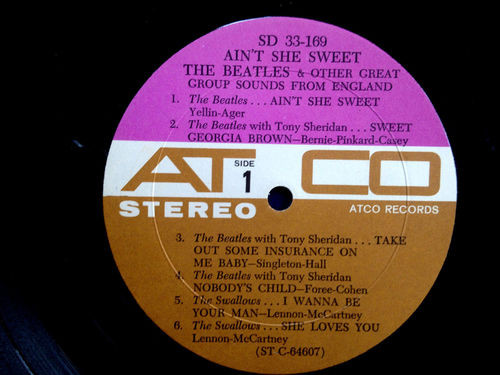 SD 33-169
AIN'T SHE SWEET
THE BEATLES & OTHER GREAT
GROUP SOUNDS FROM ENGLAND
1. The Beatles . . . AIN'T SHE SWEET
Yellin-Ager
2. The Beatles with Tony Sheridan . . . SWEET
GEORGIA BROWN—Bernie-Pinkard-Casey
ATCO
SIDE
1
STEREO
ATCO RECORDS
3. The Beatles with Tony Sheridan . . . TAKE
OUT SOME INSURANCE ON
ME BABY—Singleton-Hall
4. The Beatles with Tony Sheridan
NOBODY'S CHILD—Foree-Cohen
5. The Swallows . . . I WANNA BE
YOUR MAN—Lennon-McCartney
6. The Swallows . . . SHE LOVES YOU
Lennon-McCartney
(ST C-64607)